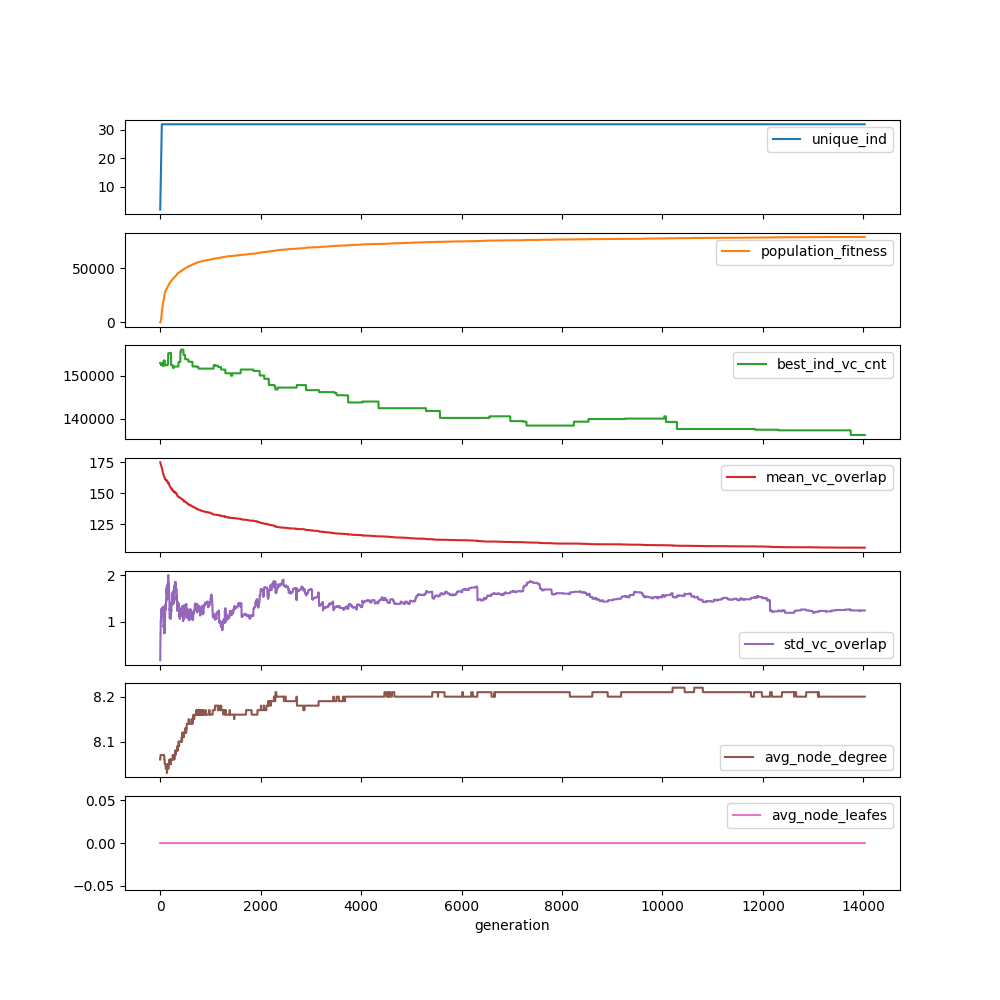 30
20
10
unique_ind
50000
0
population_fitness
150000
140000
best_ind_vc_cnt
175
150
125
mean_vc_overlap
2
1
std_vc_overlap
8.2
8.1
avg_node_degree
0.05
0.00
−0.05
avg_node_leafes
0 2000 4000 6000 8000 10000 12000 14000
generation